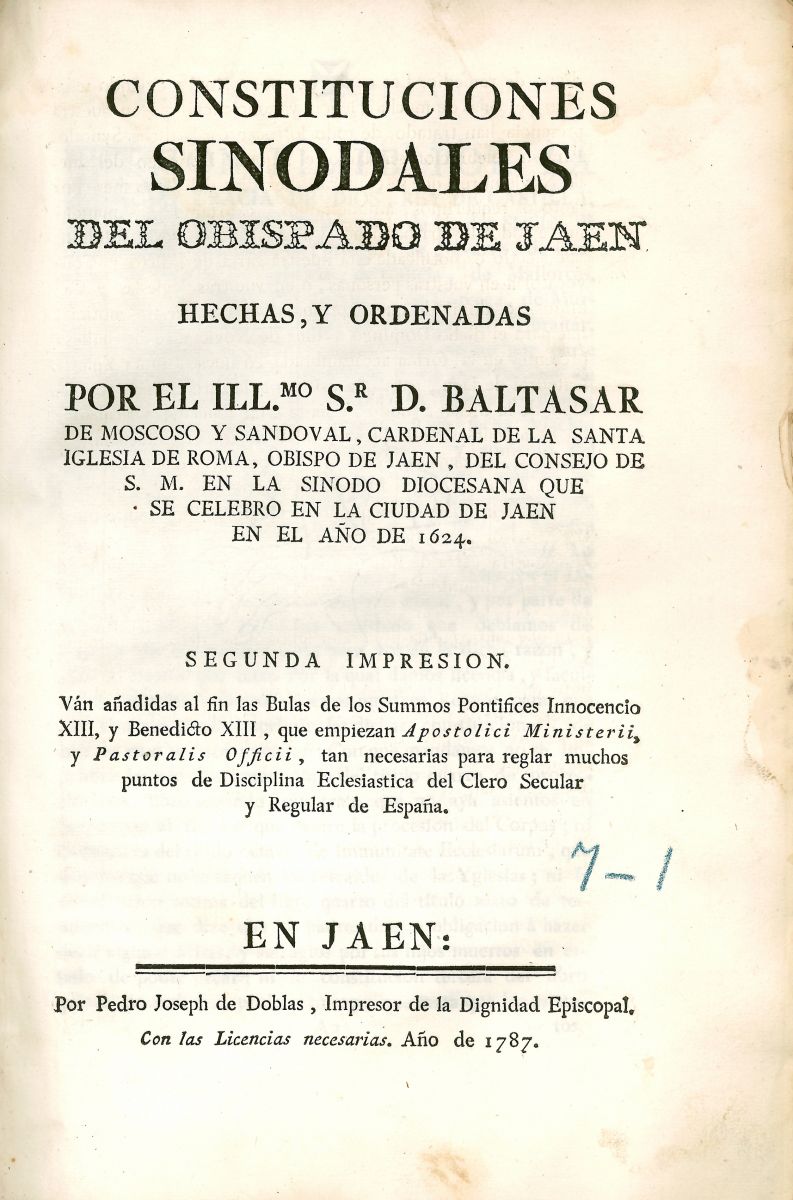 CONSTITUCIONES
SINODALES
DEL OBISPADO DE JAEN
HECHAS, Y ORDENADAS
POR EL ILL.MO S.R D. BALTASAR
DE MOSCOSO Y SANDOVAL, CARDENAL DE LA SANTA
IGLESIA DE ROMA, OBISPO DE JAEN, DEL CONSEJO DE
S. M. EN LA SINODO DIOCESANA QUE
SE CELEBRO EN LA CIUDAD DE JAEN
EN EL AÑO DE 1624.
SEGUNDA IMPRESION.
Ván añadidas al fin las Bulas de los Summos Pontifices Innocencio
XIII, y Benedicto XIII, que empiezan Apostolici Ministerii,
y Pastoralis Officii, tan necesarias para reglar muchos
puntos de Disciplina Eclesiastica del Clero Secular
y Regular de España.
7-1
EN JAEN:
Por Pedro Joseph de Doblas, Impresor de la Dignidad Episcopal.
Con las Licencias necesarias. Año de 1787.